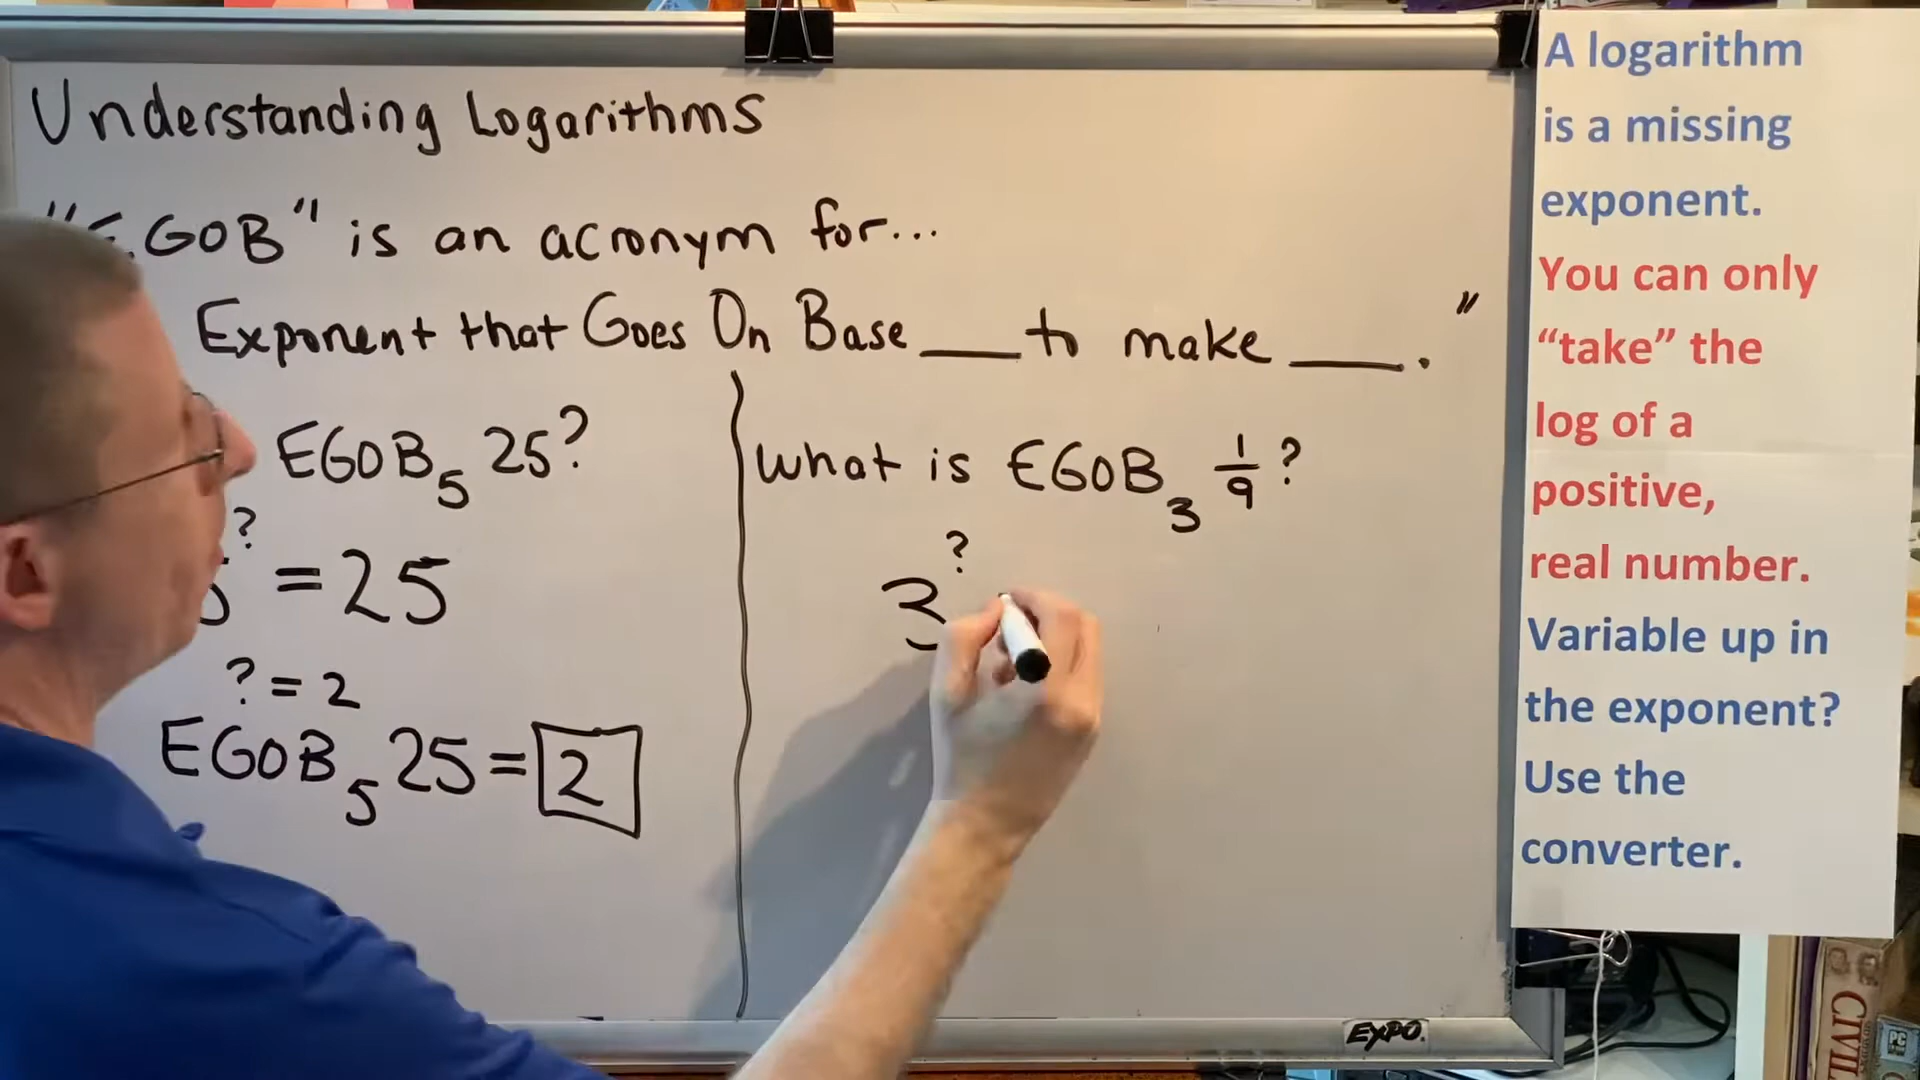 Understanding Logarithms
"EGOB" is an acronym for...
Exponent that Goes On Base ___ to make ___."
EGOB₅ 25?
5^? = 25
? = 2
EGOB₅ 25 = 2
What is EGOB₃ 1/9 ?
3^?
EXPO.
A logarithm
is a missing
exponent.
You can only
“take” the
log of a
positive,
real number.
Variable up in
the exponent?
Use the
converter.
CIVIL
PC